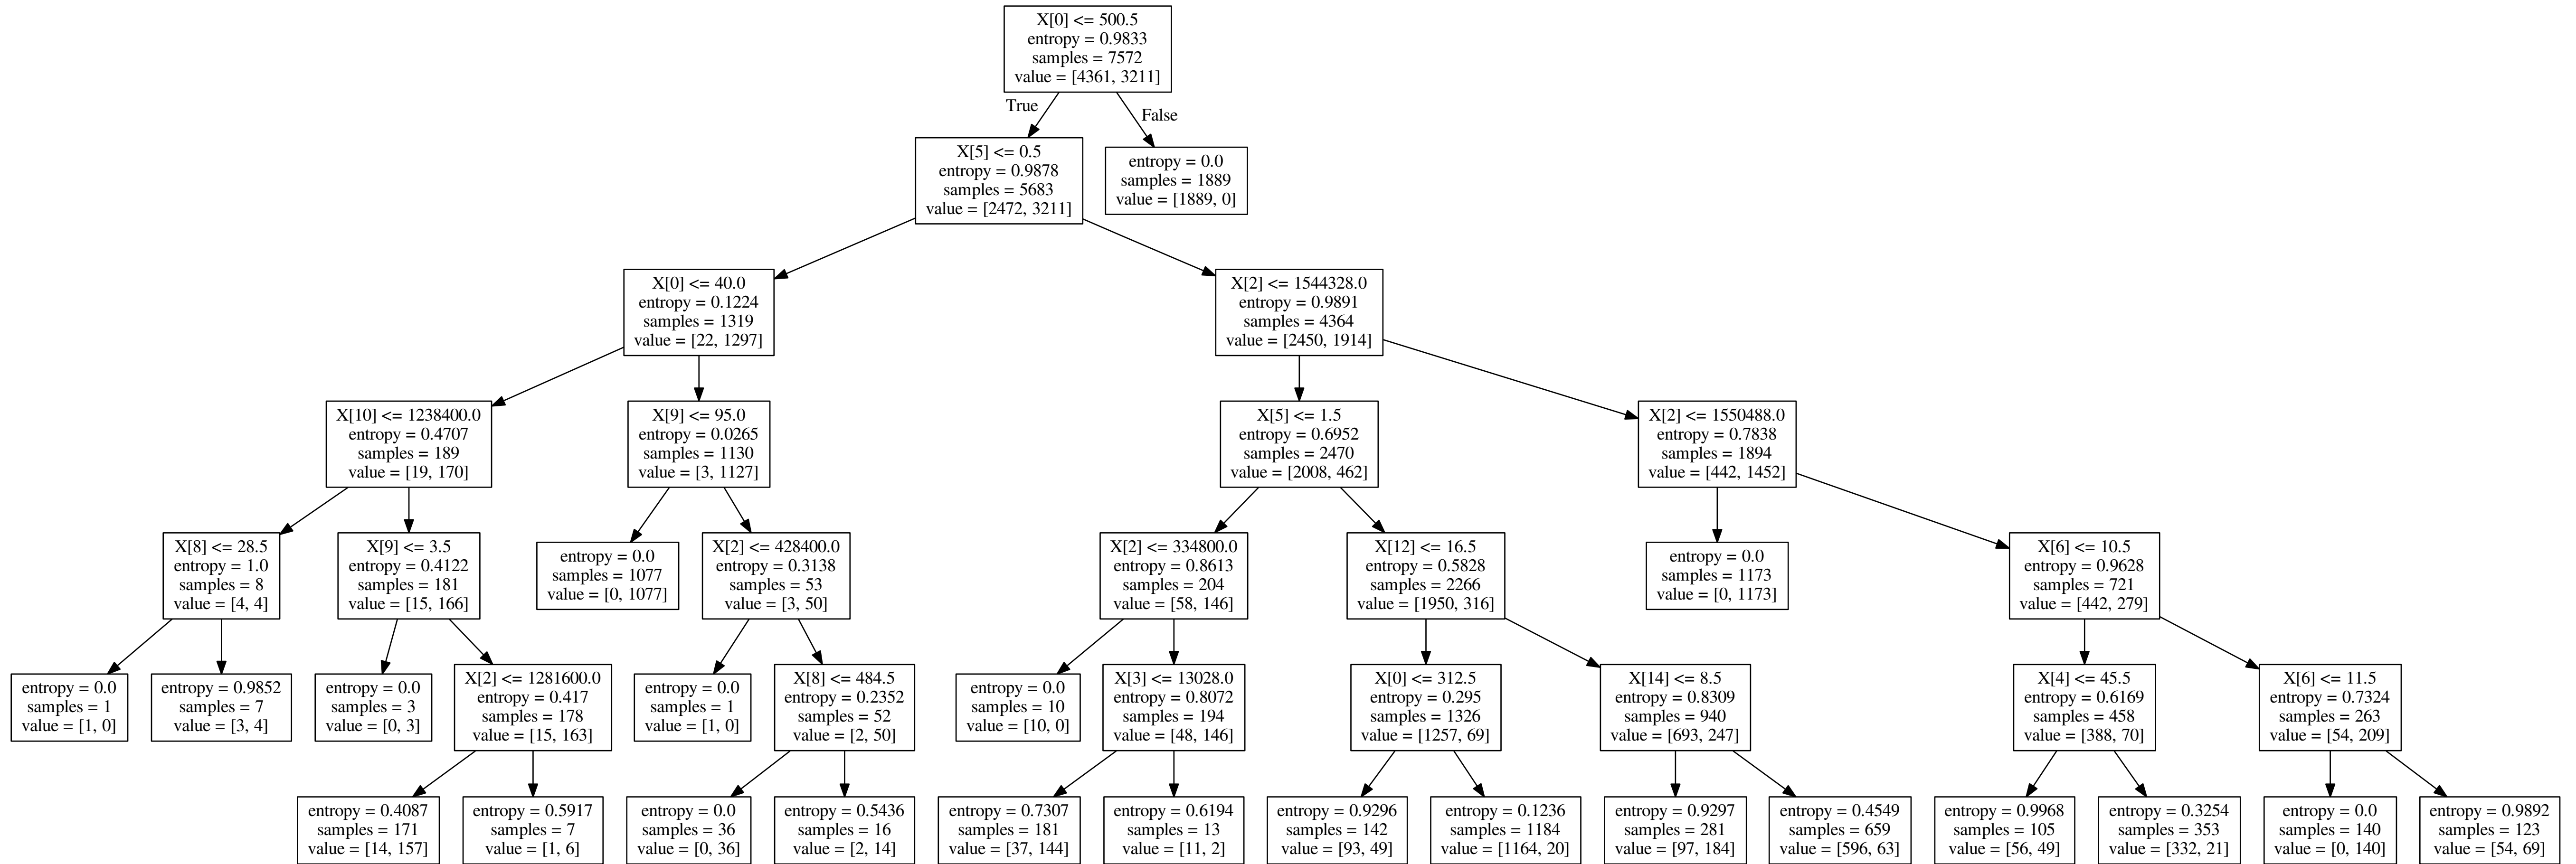 X[0] <= 500.5
entropy = 0.9833
samples = 7572
value = [4361, 3211]
True
False
X[5] <= 0.5
entropy = 0.9878
samples = 5683
value = [2472, 3211]
entropy = 0.0
samples = 1889
value = [1889, 0]
X[0] <= 40.0
entropy = 0.1224
samples = 1319
value = [22, 1297]
X[2] <= 1544328.0
entropy = 0.9891
samples = 4364
value = [2450, 1914]
X[10] <= 1238400.0
entropy = 0.4707
samples = 189
value = [19, 170]
X[9] <= 95.0
entropy = 0.0265
samples = 1130
value = [3, 1127]
X[5] <= 1.5
entropy = 0.6952
samples = 2470
value = [2008, 462]
X[2] <= 1550488.0
entropy = 0.7838
samples = 1894
value = [442, 1452]
X[8] <= 28.5
entropy = 1.0
samples = 8
value = [4, 4]
X[9] <= 3.5
entropy = 0.4122
samples = 181
value = [15, 166]
entropy = 0.0
samples = 1077
value = [0, 1077]
X[2] <= 428400.0
entropy = 0.3138
samples = 53
value = [3, 50]
X[2] <= 334800.0
entropy = 0.8613
samples = 204
value = [58, 146]
X[12] <= 16.5
entropy = 0.5828
samples = 2266
value = [1950, 316]
entropy = 0.0
samples = 1173
value = [0, 1173]
X[6] <= 10.5
entropy = 0.9628
samples = 721
value = [442, 279]
entropy = 0.0
samples = 1
value = [1, 0]
entropy = 0.9852
samples = 7
value = [3, 4]
entropy = 0.0
samples = 3
value = [0, 3]
X[2] <= 1281600.0
entropy = 0.417
samples = 178
value = [15, 163]
entropy = 0.0
samples = 1
value = [1, 0]
X[8] <= 484.5
entropy = 0.2352
samples = 52
value = [2, 50]
entropy = 0.0
samples = 10
value = [10, 0]
X[3] <= 13028.0
entropy = 0.8072
samples = 194
value = [48, 146]
X[0] <= 312.5
entropy = 0.295
samples = 1326
value = [1257, 69]
X[14] <= 8.5
entropy = 0.8309
samples = 940
value = [693, 247]
X[4] <= 45.5
entropy = 0.6169
samples = 458
value = [388, 70]
X[6] <= 11.5
entropy = 0.7324
samples = 263
value = [54, 209]
entropy = 0.4087
samples = 171
value = [14, 157]
entropy = 0.5917
samples = 7
value = [1, 6]
entropy = 0.0
samples = 36
value = [0, 36]
entropy = 0.5436
samples = 16
value = [2, 14]
entropy = 0.7307
samples = 181
value = [37, 144]
entropy = 0.6194
samples = 13
value = [11, 2]
entropy = 0.9296
samples = 142
value = [93, 49]
entropy = 0.1236
samples = 1184
value = [1164, 20]
entropy = 0.9297
samples = 281
value = [97, 184]
entropy = 0.4549
samples = 659
value = [596, 63]
entropy = 0.9968
samples = 105
value = [56, 49]
entropy = 0.3254
samples = 353
value = [332, 21]
entropy = 0.0
samples = 140
value = [0, 140]
entropy = 0.9892
samples = 123
value = [54, 69]